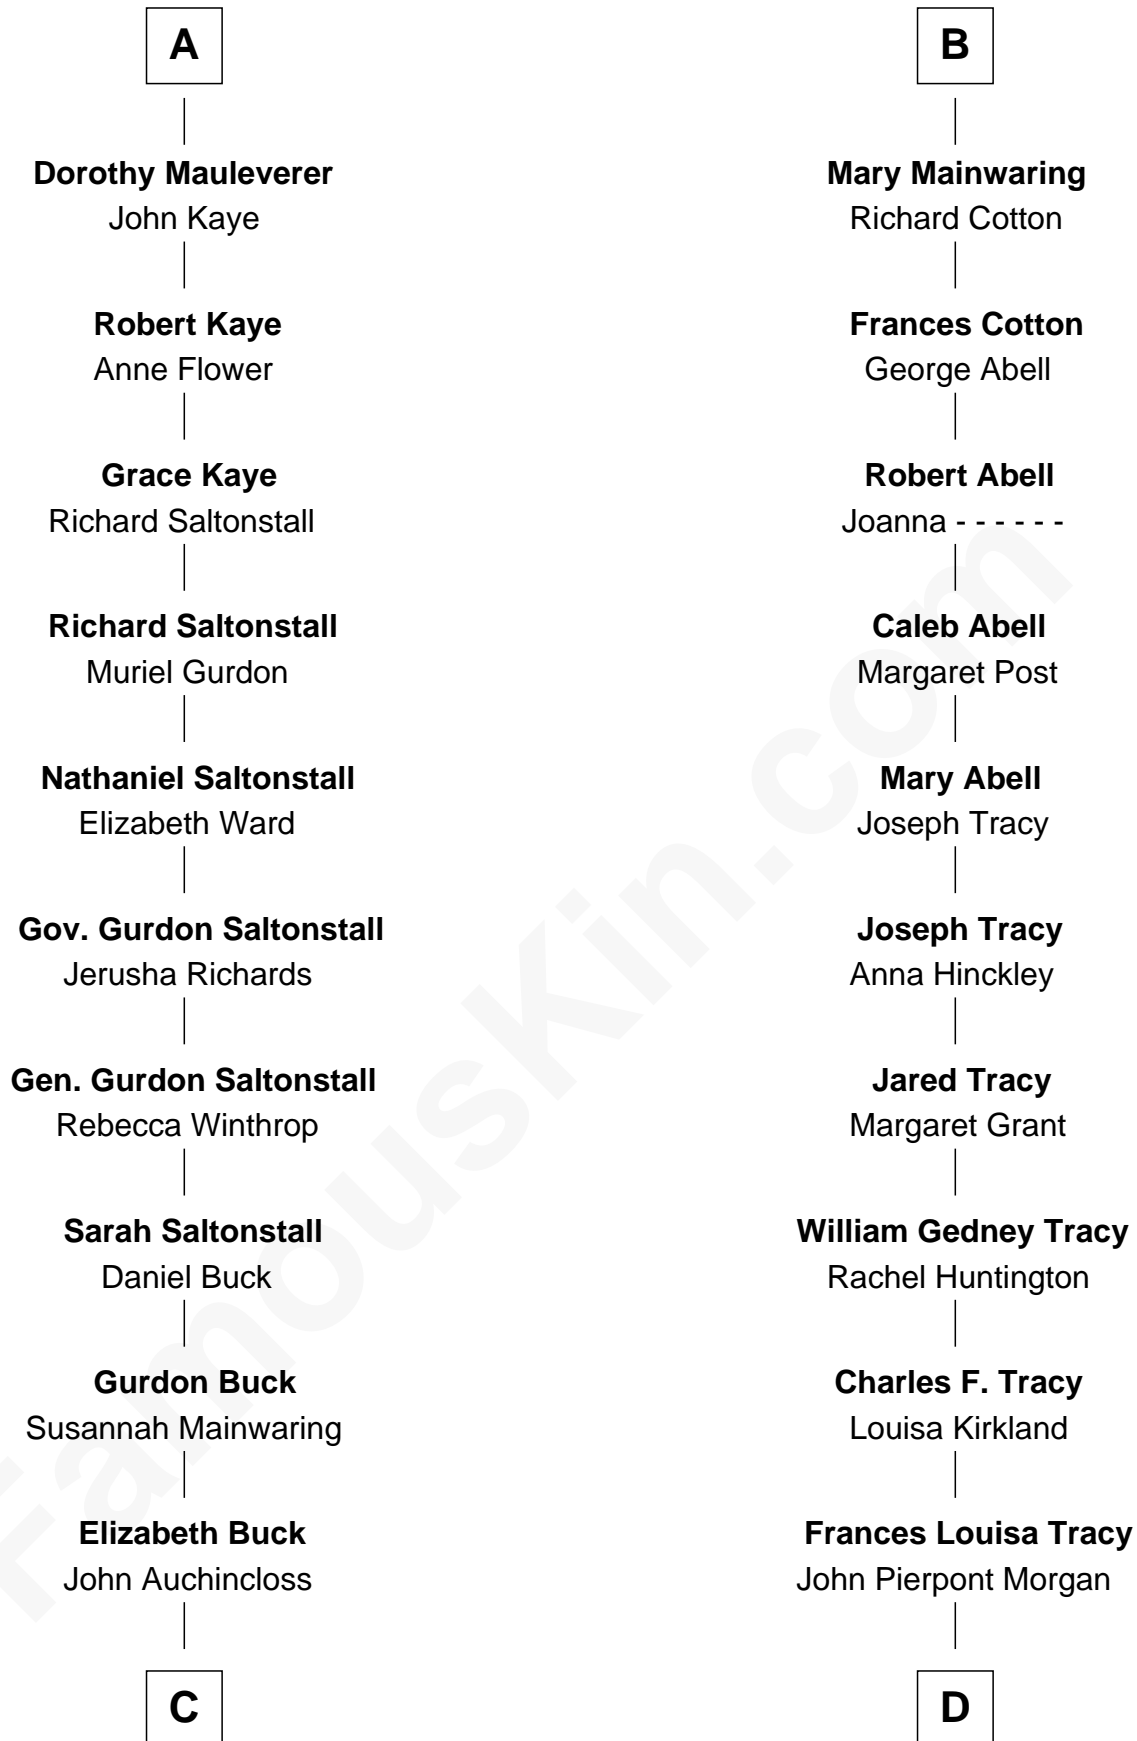 A
Dorothy Mauleverer
John Kaye
Robert Kaye
Anne Flower
Grace Kaye
Richard Saltonstall
Richard Saltonstall
Muriel Gurdon
Nathaniel Saltonstall
Elizabeth Ward
Gov. Gurdon Saltonstall
Jerusha Richards
Gen. Gurdon Saltonstall
Rebecca Winthrop
Sarah Saltonstall
Daniel Buck
Gurdon Buck
Susannah Mainwaring
Elizabeth Buck
John Auchincloss
C
B
Mary Mainwaring
Richard Cotton
Frances Cotton
George Abell
Robert Abell
Joanna - - - - - -
Caleb Abell
Margaret Post
Mary Abell
Joseph Tracy
Joseph Tracy
Anna Hinckley
Jared Tracy
Margaret Grant
William Gedney Tracy
Rachel Huntington
Charles F. Tracy
Louisa Kirkland
Frances Louisa Tracy
John Pierpont Morgan
D
FamousKin.com